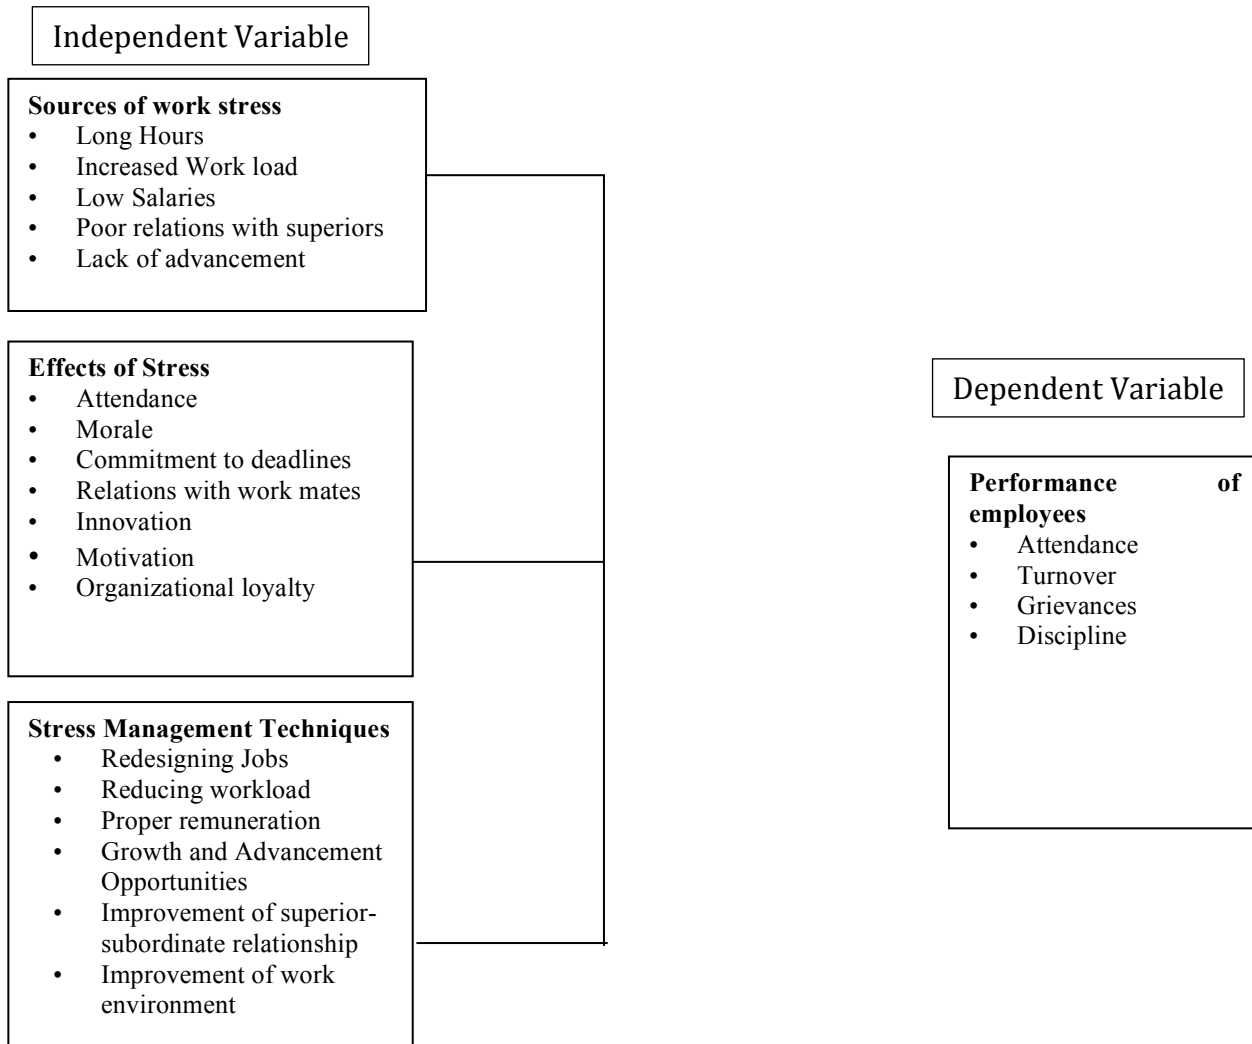 Independent Variable
Sources of work stress
• Long Hours
• Increased Work load
• Low Salaries
• Poor relations with superiors
• Lack of advancement
Effects of Stress
• Attendance
• Morale
• Commitment to deadlines
• Relations with work mates
• Innovation
• Motivation
• Organizational loyalty
Stress Management Techniques
• Redesigning Jobs
• Reducing workload
• Proper remuneration
• Growth and Advancement
Opportunities
• Improvement of superior-
subordinate relationship
• Improvement of work
environment
Dependent Variable
Performance of
employees
• Attendance
• Turnover
• Grievances
• Discipline